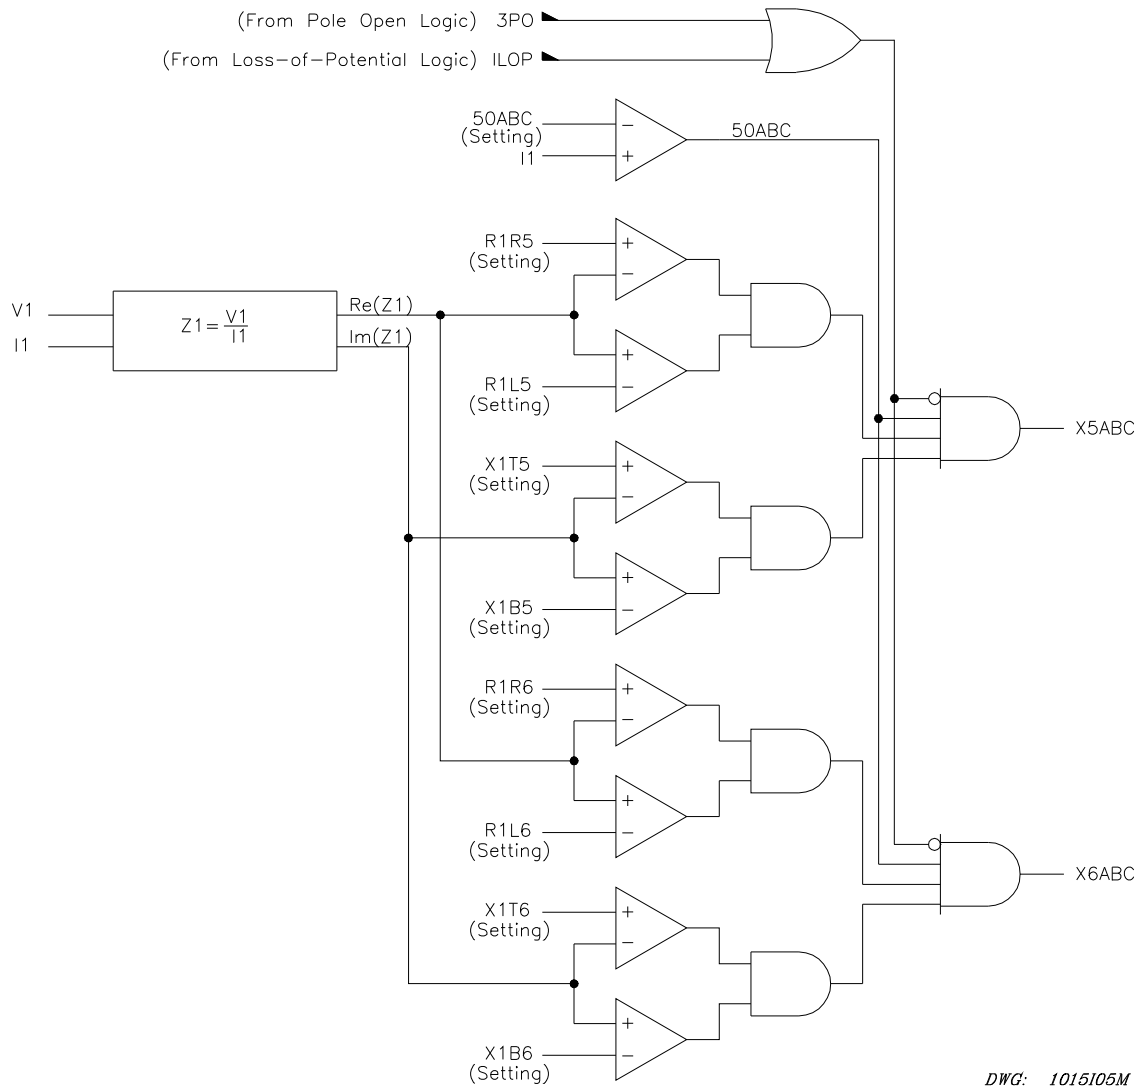 (From Pole Open Logic) 3PO
(From Loss-of-Potential Logic) ILOP
50ABC
(Setting)
I1
-
+
50ABC
R1R5
(Setting)
+
-
V1
I1
Z1=V1/I1
Re(Z1)
Im(Z1)
+
-
R1L5
(Setting)
X5ABC
X1T5
(Setting)
+
-
+
-
X1B5
(Setting)
R1R6
(Setting)
+
-
+
-
R1L6
(Setting)
X6ABC
X1T6
(Setting)
+
-
+
-
X1B6
(Setting)
DWG: 1015I05M